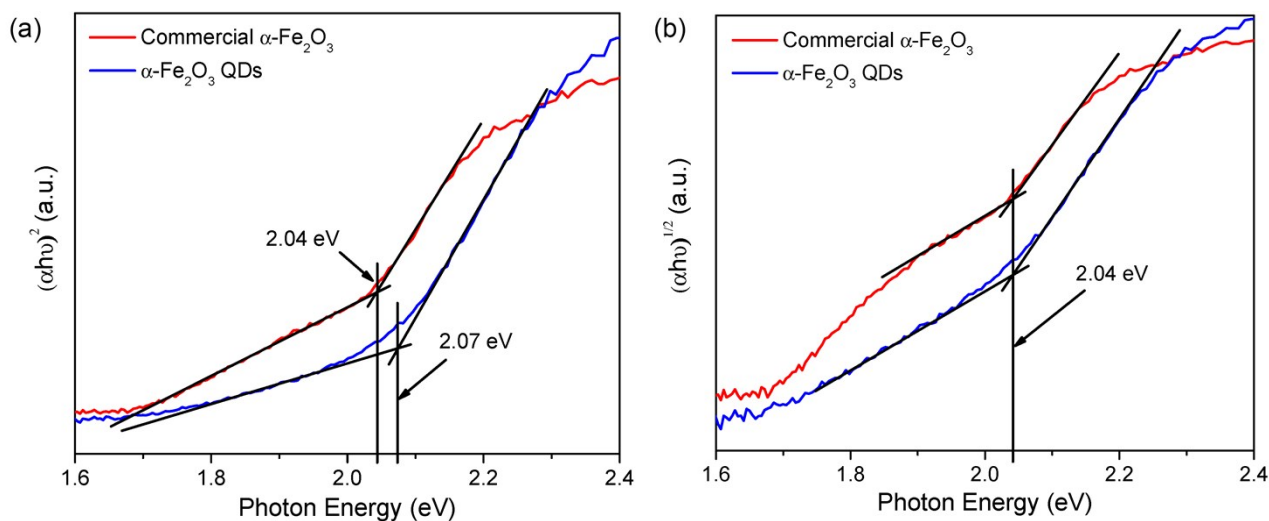 (a)
Commercial α-Fe₂O₃
α-Fe₂O₃ QDs
2.04 eV
2.07 eV
(αhυ)² (a.u.)
1.6 1.8 2.0 2.2 2.4
Photon Energy (eV)
(b)
Commercial α-Fe₂O₃
α-Fe₂O₃ QDs
2.04 eV
(αhυ)¹/² (a.u.)
1.6 1.8 2.0 2.2 2.4
Photon Energy (eV)